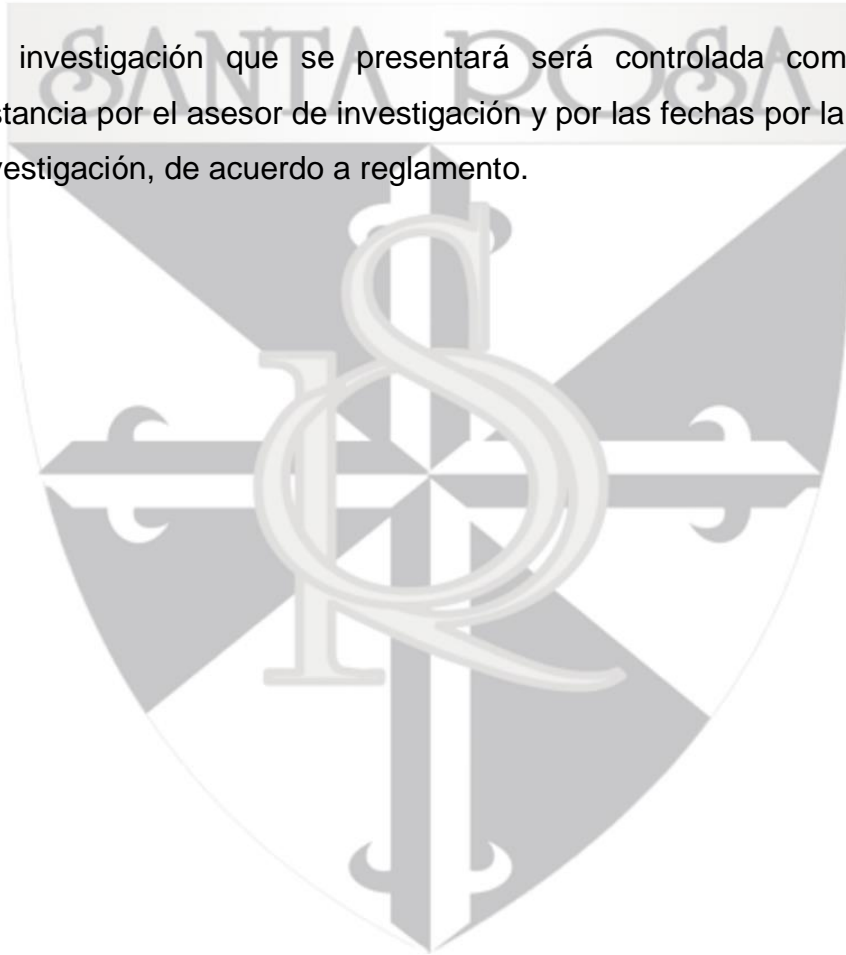 SANTA ROSA
investigación que se presentará será controlada com
stancia por el asesor de investigación y por las fechas por la
vestigación, de acuerdo a reglamento.
SR